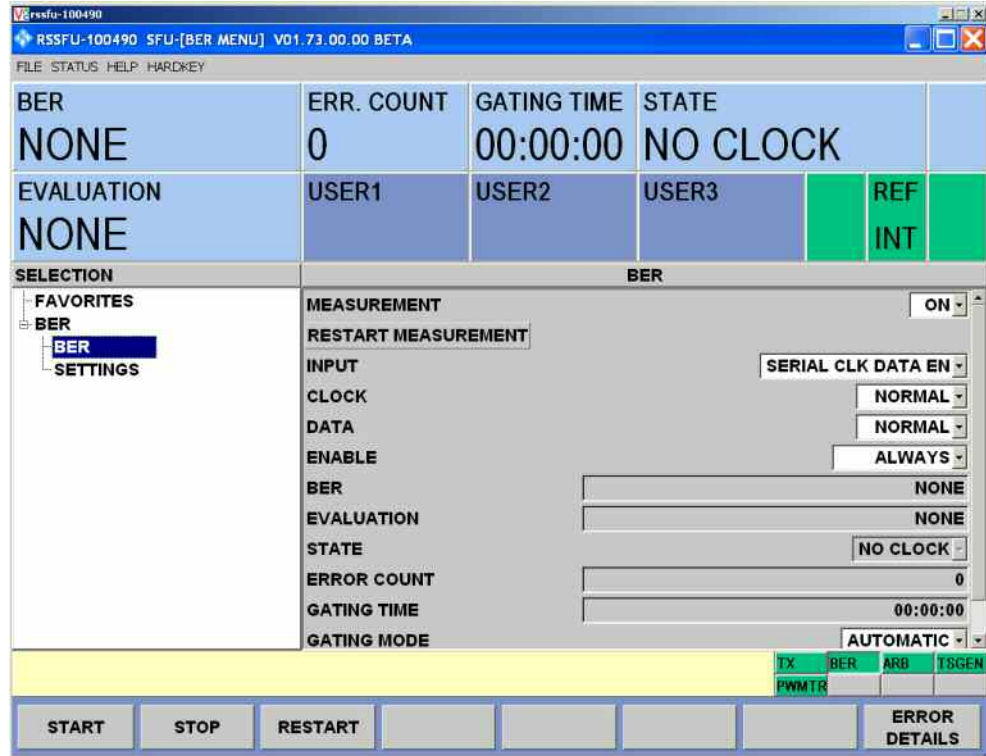 rssfu-100490
RSSFU-100490 SFU-[BER MENU] V01.73.00.00 BETA
FILE STATUS HELP HARDKEY
BER ERR. COUNT GATING TIME STATE
NONE 0 00:00:00 NO CLOCK
EVALUATION USER1 USER2 USER3 REF
NONE INT
SELECTION BER
FAVORITES
BER
BER
SETTINGS
MEASUREMENT ON
RESTART MEASUREMENT
INPUT SERIAL CLK DATA EN
CLOCK NORMAL
DATA NORMAL
ENABLE ALWAYS
BER NONE
EVALUATION NONE
STATE NO CLOCK
ERROR COUNT 0
GATING TIME 00:00:00
GATING MODE AUTOMATIC
TX BER ARB TSGEN
PWMTR
START STOP RESTART ERROR DETAILS